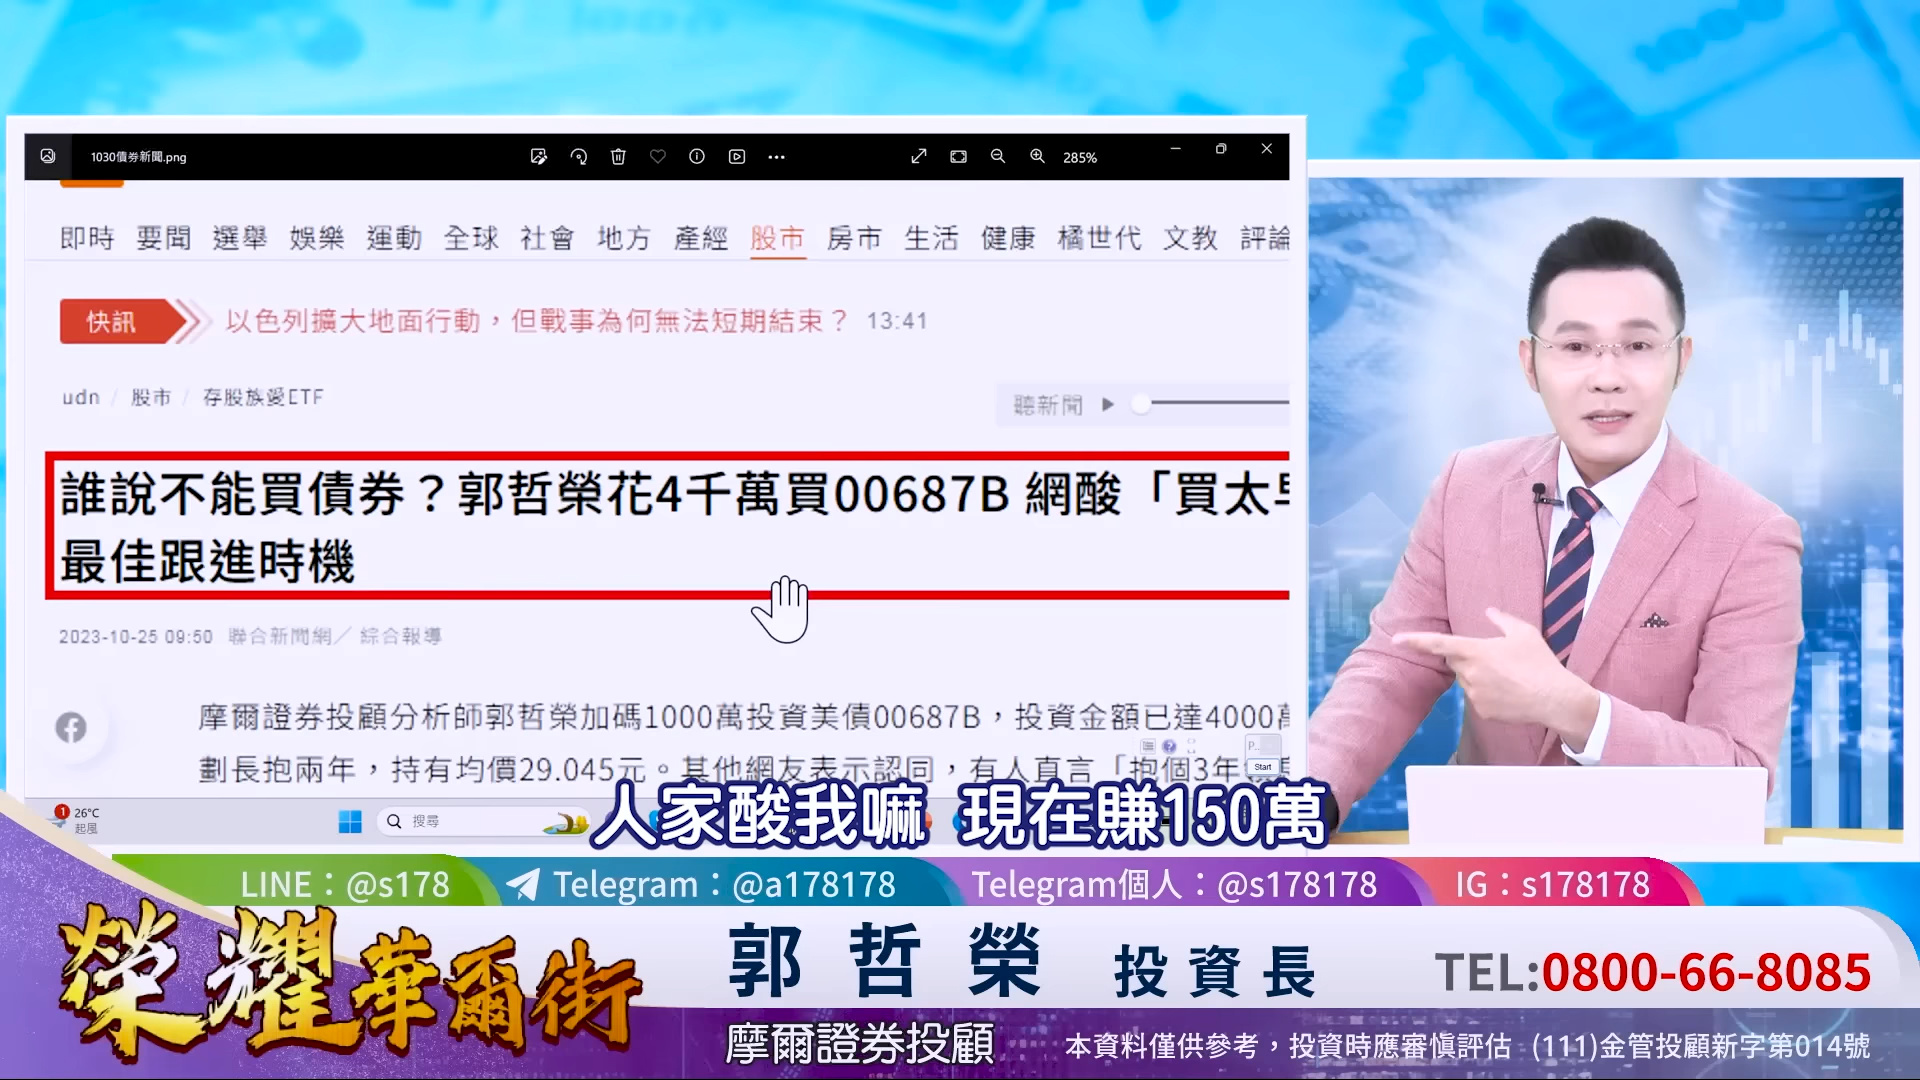 1030債券新聞.png
285%
即時 要聞 選舉 娛樂 運動 全球 社會 地方 產經 股市 房市 生活 健康 橘世代 文教 評論
快訊 以色列擴大地面行動，但戰事為何無法短期結束？ 13:41
udn / 股市 / 存股族愛ETF
聽新聞
誰說不能買債券？郭哲榮花4千萬買00687B 網酸「買太早
最佳跟進時機
2023-10-25 09:50 聯合新聞網／ 綜合報導
摩爾證券投顧分析師郭哲榮加碼1000萬投資美債00687B，投資金額已達4000萬
劃長抱兩年，持有均價29.045元。其他網友表示認同，有人直言「抱個3年
Start
1
26°C
起風
搜尋
人家酸我嘛 現在賺150萬
LINE：@s178
Telegram：@a178178
Telegram個人：@s178178
IG：s178178
榮耀華爾街
郭哲榮 投資長
TEL:0800-66-8085
摩爾證券投顧
本資料僅供參考，投資時應審慎評估 (111)金管投顧新字第014號